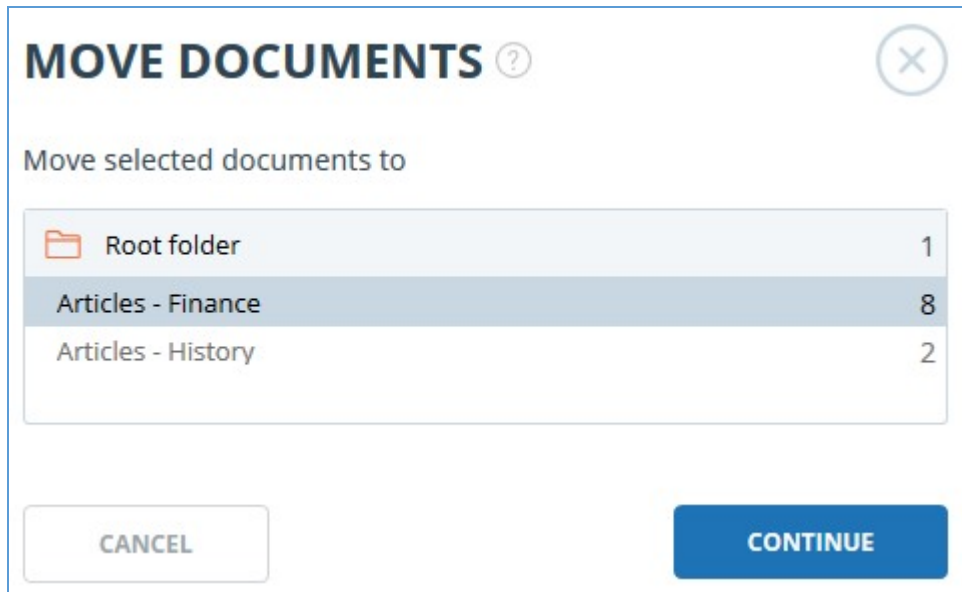 MOVE DOCUMENTS ?
Move selected documents to
Root folder 1
Articles - Finance 8
Articles - History 2
CANCEL CONTINUE